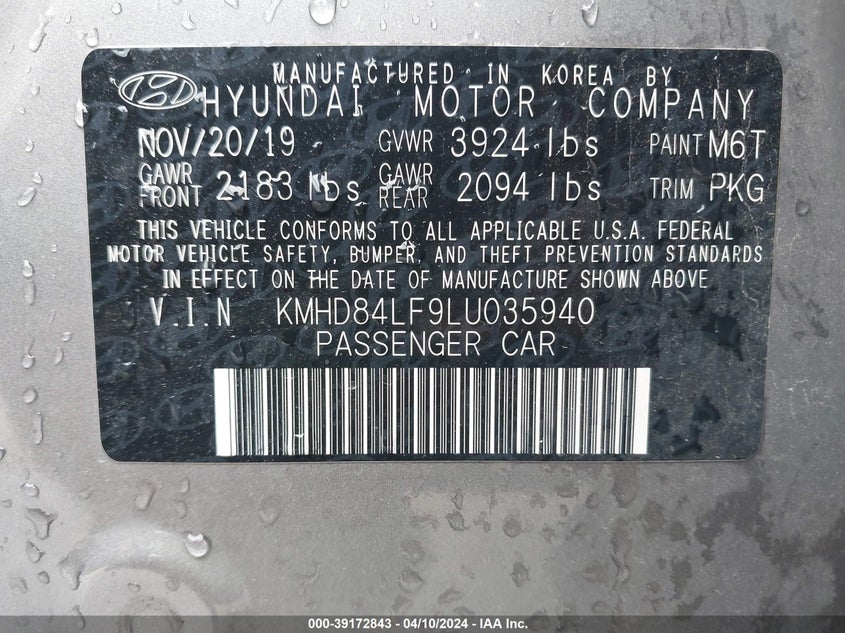 MANUFACTURED IN KOREA BY
HYUNDAI MOTOR COMPANY
NOV/20/19 GVWR 3924 lbs PAINT M6T
GAWR FRONT 2183 lbs GAWR REAR 2094 lbs TRIM PKG
THIS VEHICLE CONFORMS TO ALL APPLICABLE U.S.A. FEDERAL
MOTOR VEHICLE SAFETY, BUMPER, AND THEFT PREVENTION STANDARDS
IN EFFECT ON THE DATE OF MANUFACTURE SHOWN ABOVE
V.I.N KMHD84LF9LU035940
PASSENGER CAR
000-39172843 - 04/10/2024 - IAA Inc.